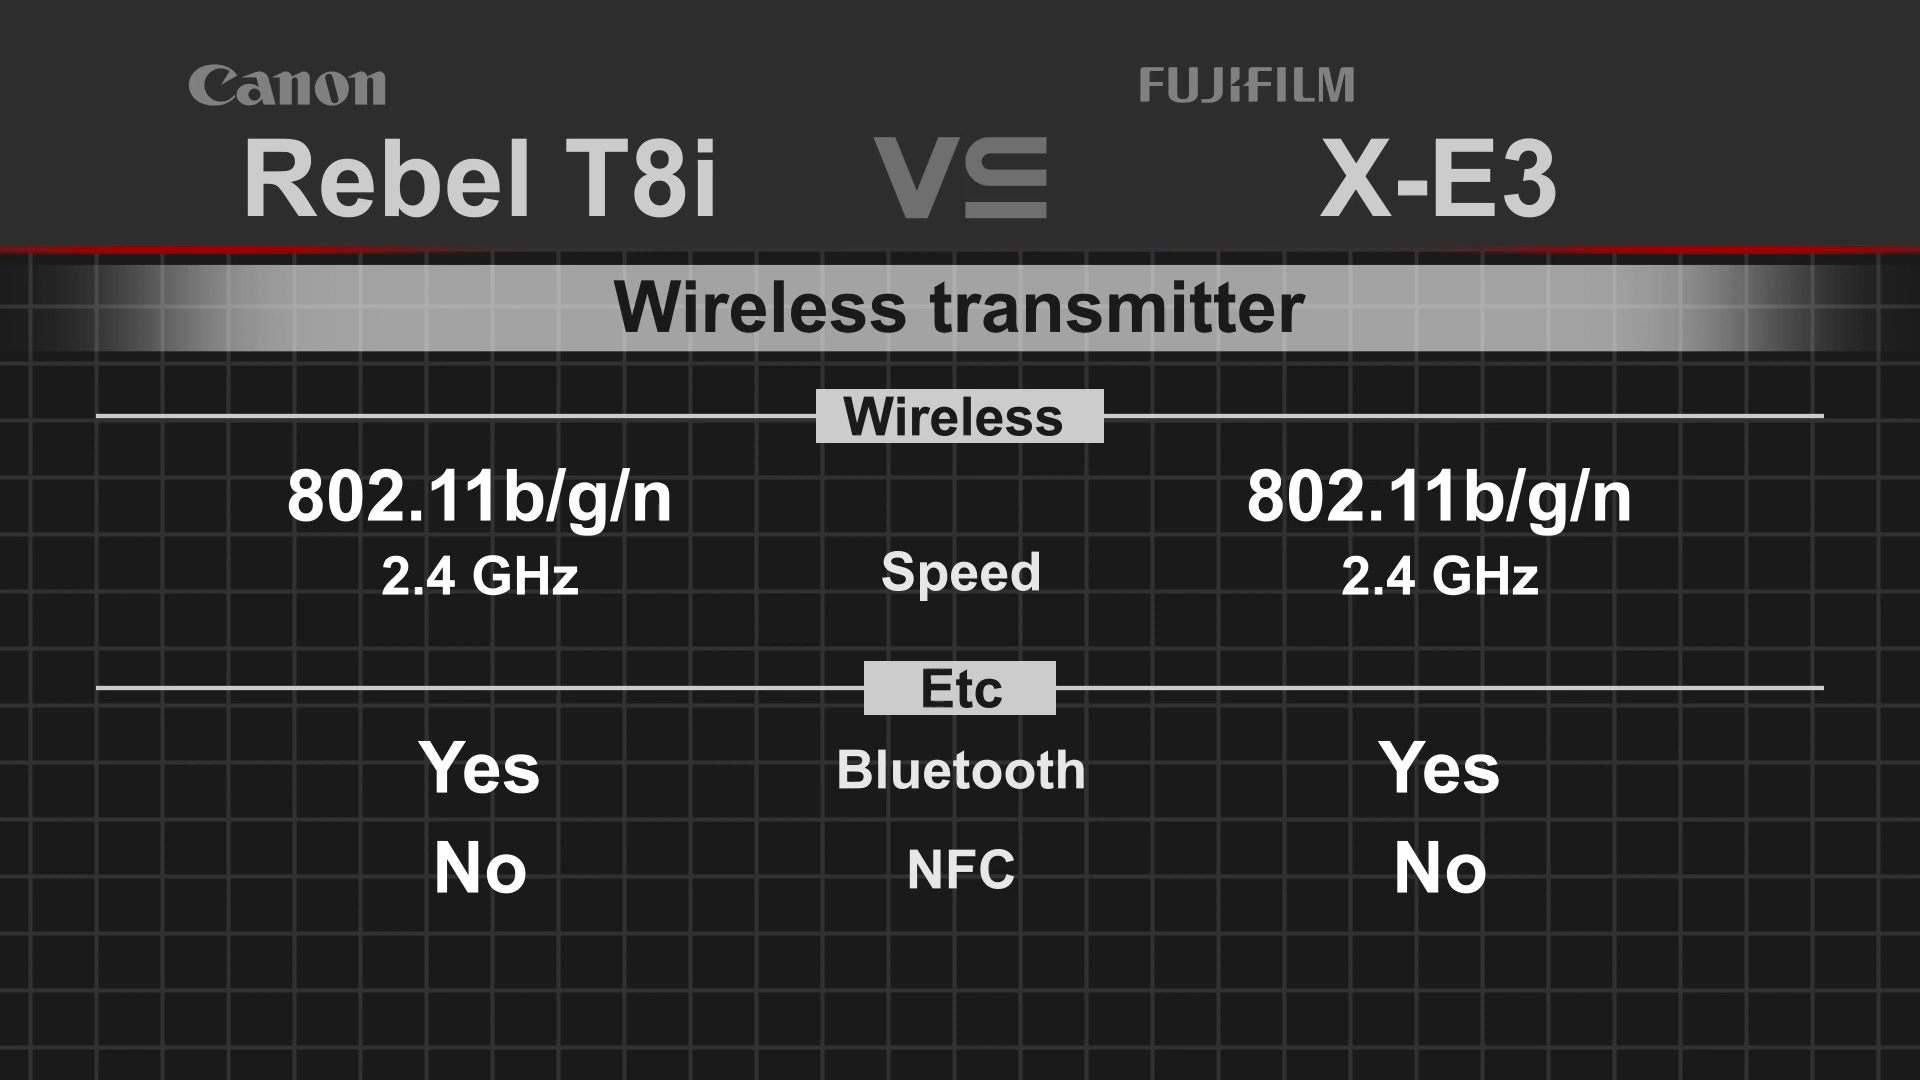 Canon
Rebel T8i
VS
FUJIFILM
X-E3
Wireless transmitter
Wireless
802.11b/g/n
802.11b/g/n
2.4 GHz
Speed
2.4 GHz
Etc
Yes
Bluetooth
Yes
No
NFC
No